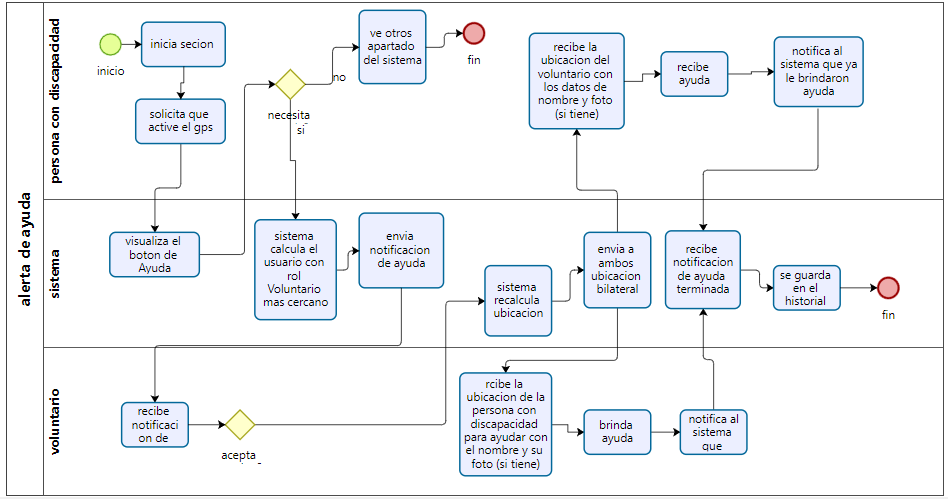 alerta de ayuda
persona con discapacidad
inicio
inicia secion
solicita que
active el gps
necesita
si
no
ve otros
apartado
del sistema
fin
recibe la
ubicacion del
voluntario con
los datos de
nombre y foto
(si tiene)
recibe
ayuda
notifica al
sistema que ya
le brindaron
ayuda
sistema
visualiza el
boton de
Ayuda
sistema
calcula el
usuario con
rol
Voluntario
mas cercano
envia
notificacion
de ayuda
sistema
recalcula
ubicacion
envia a
ambos
ubicacion
bilateral
recibe
notificacion
de ayuda
terminada
se guarda
en el
historial
fin
voluntario
recibe
notificaci
on de
acepta
rcibe la
ubicacion de la
persona con
discapacidad
para ayudar con
el nombre y su
foto (si tiene)
brinda
ayuda
notifica al
sistema
que